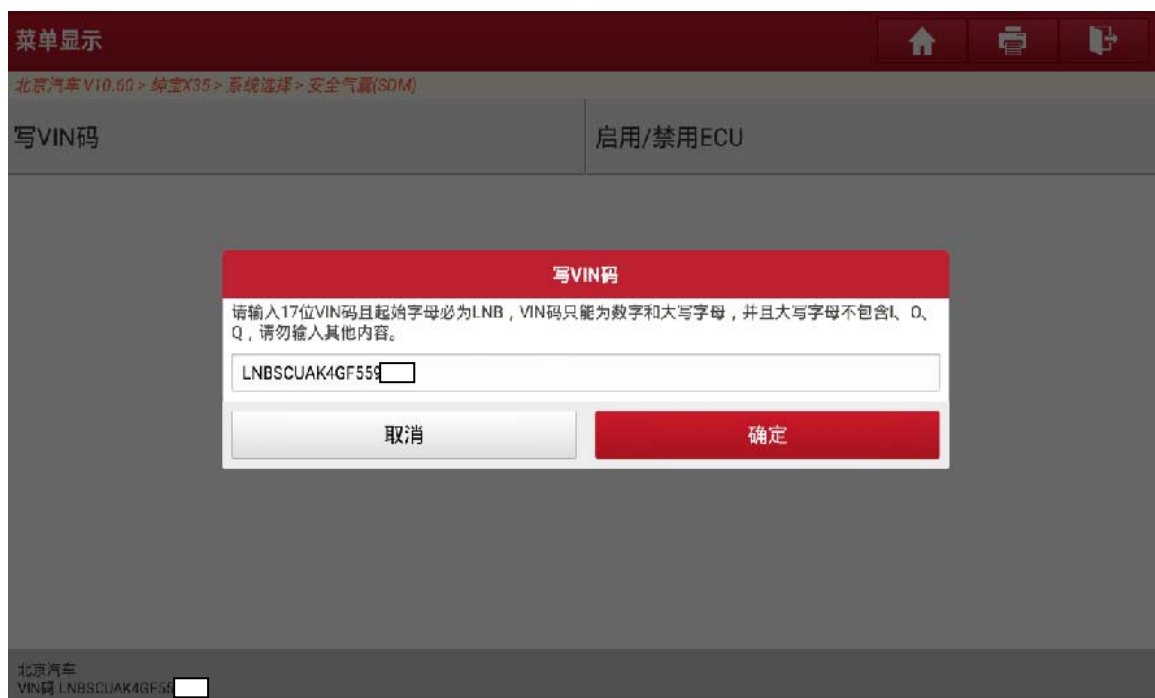 菜单显示
北京汽车 V10.60 > 绅宝X35 > 系统选择 > 安全气囊(SDM)
写VIN码
启用/禁用ECU
写VIN码
请输入17位VIN码且起始字母必为LNB，VIN码只能为数字和大写字母，并且大写字母不包含I、O、
Q，请勿输入其他内容。
LNBSCUAK4GF559
取消
确定
北京汽车
VIN码 LNBSCUAK4GF55